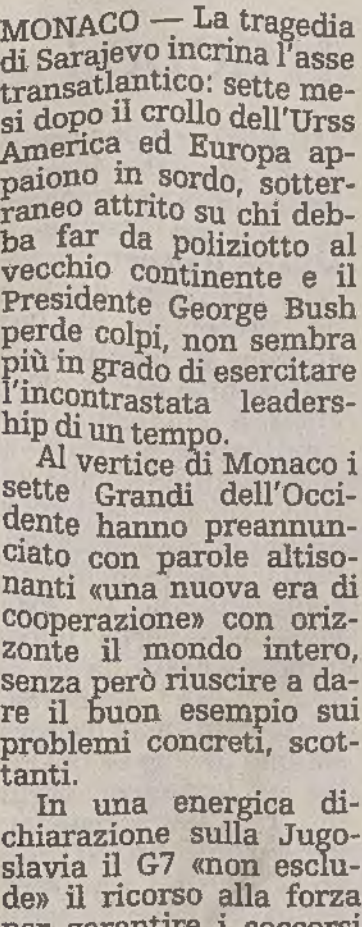 MONACO — La tragedia
di Sarajevo incrina l'asse
transatlantico: sette me-
si dopo il crollo dell'Urss
America ed Europa ap-
paiono in sordo, sotter-
raneo attrito su chi deb-
ba far da poliziotto al
vecchio continente e il
Presidente George Bush
perde colpi, non sembra
più in grado di esercitare
l'incontrastata leaders-
hip di un tempo.
Al vertice di Monaco i
sette Grandi dell'Occi-
dente hanno preannun-
ciato con parole altiso-
nanti «una nuova era di
cooperazione» con oriz-
zonte il mondo intero,
senza però riuscire a da-
re il buon esempio sui
problemi concreti, scot-
tanti.
In una energica di-
chiarazione sulla Jugo-
slavia il G7 «non esclu-
de» il ricorso alla forza
per garantire i soccorsi